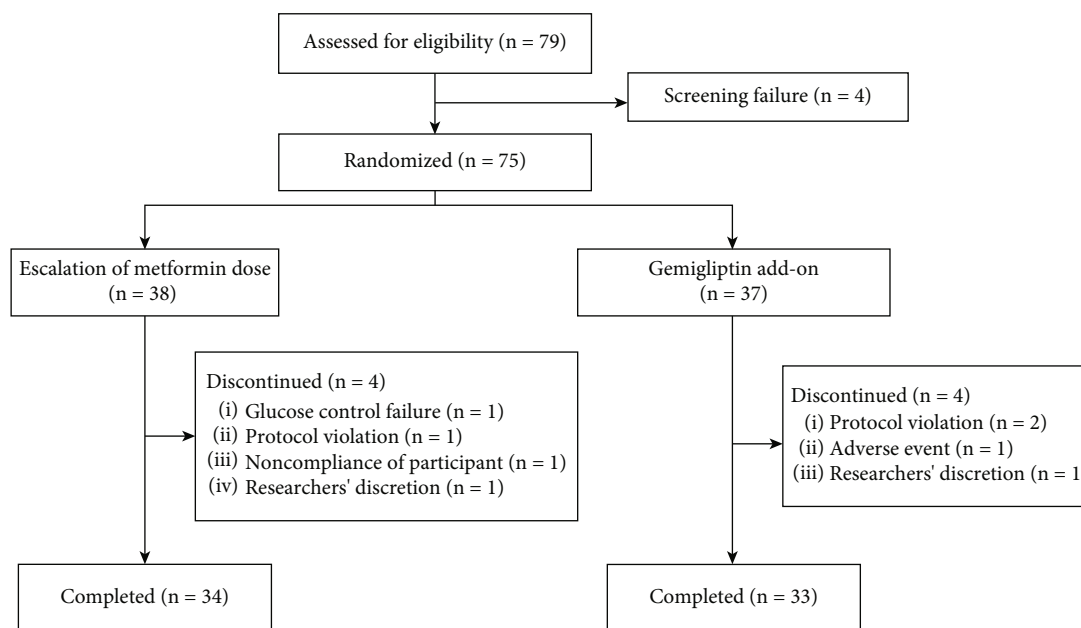 Assessed for eligibility (n = 79)
Screening failure (n = 4)
Randomized (n = 75)
Escalation of metformin dose
(n = 38)
Gemigliptin add-on
(n = 37)
Discontinued (n = 4)
(i) Glucose control failure (n = 1)
(ii) Protocol violation (n = 1)
(iii) Noncompliance of participant (n = 1)
(iv) Researchers' discretion (n = 1)
Discontinued (n = 4)
(i) Protocol violation (n = 2)
(ii) Adverse event (n = 1)
(iii) Researchers' discretion (n = 1
Completed (n = 34)
Completed (n = 33)